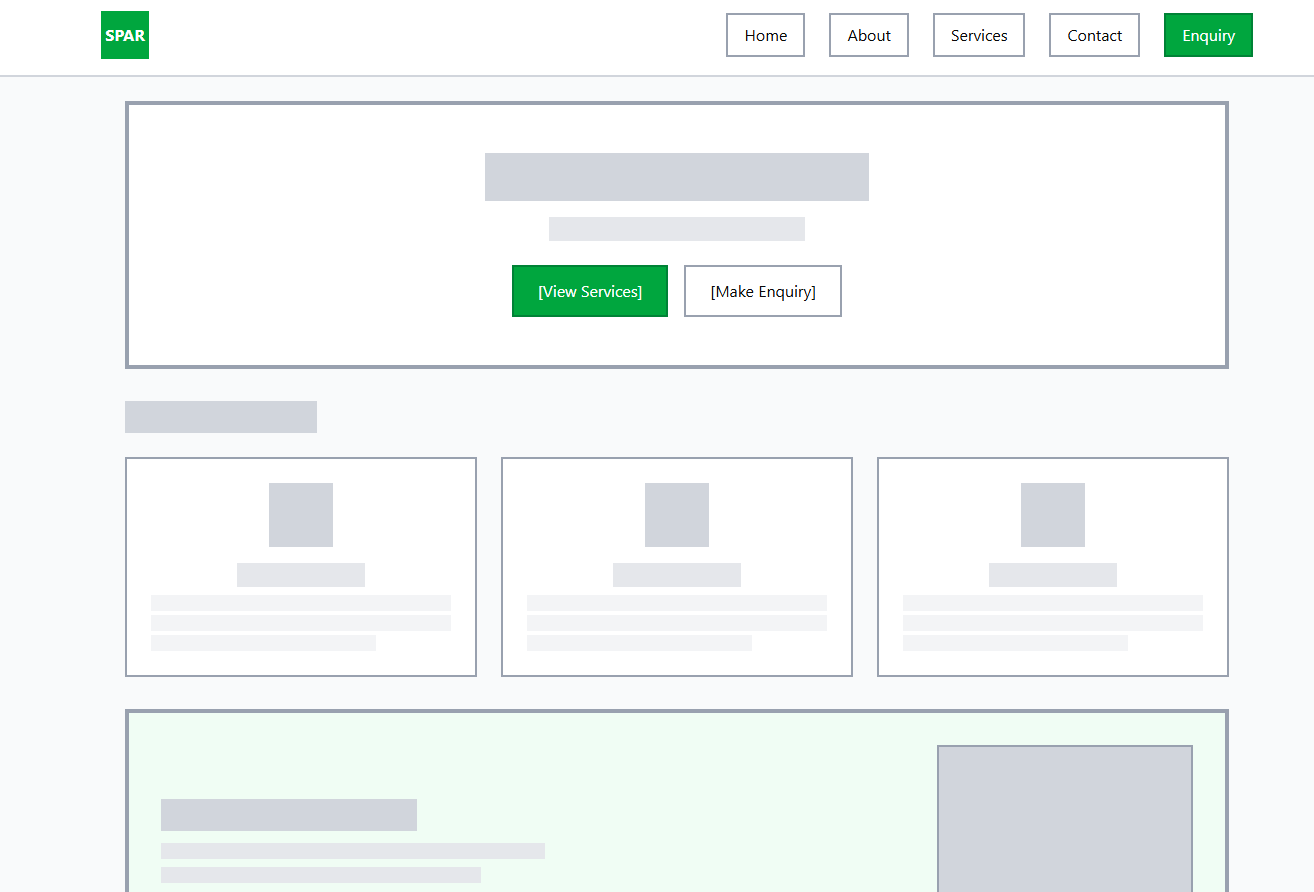 SPAR
Home
About
Services
Contact
Enquiry
[View Services]
[Make Enquiry]